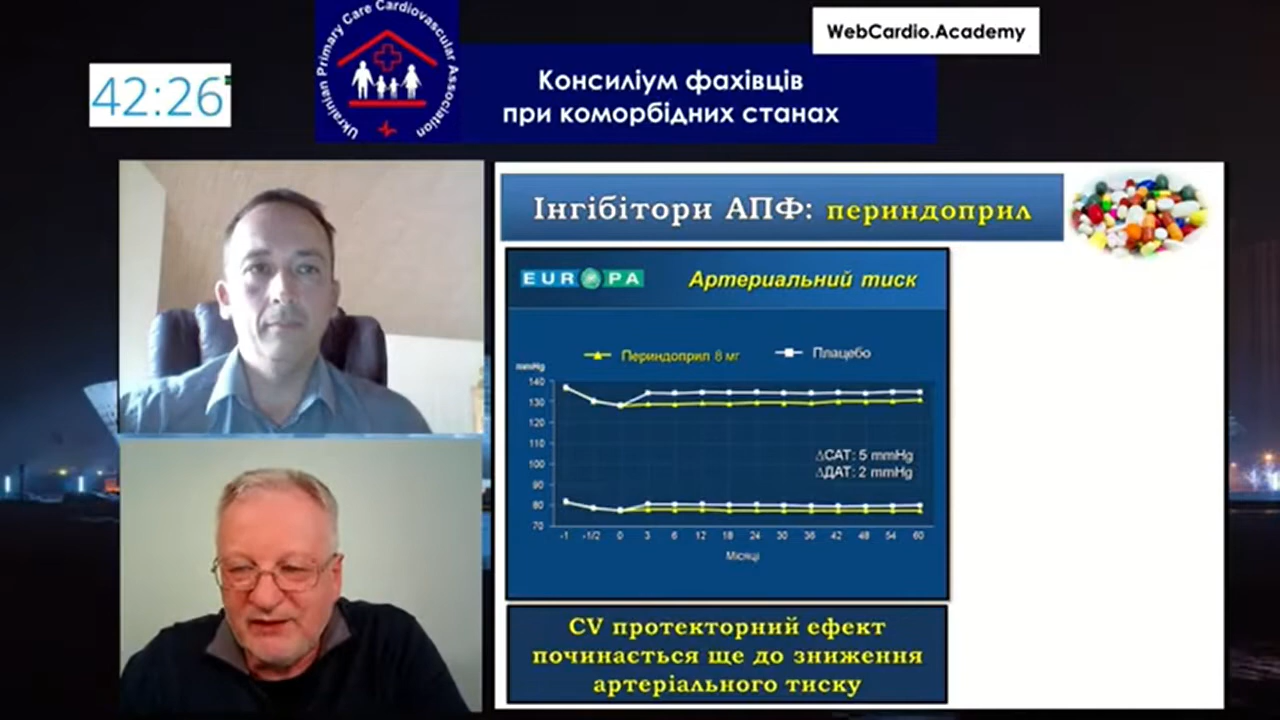 WebCardio.Academy
42:26
Ukrainian Primary Care Cardiovascular Association
Консиліум фахівців
при коморбідних станах
Інгібітори АПФ: периндоприл
EUROPA
Артериальний тиск
Периндоприл 8 мг
Плацебо
mmHg
140
130
120
110
100
90
80
70
ΔСАТ: 5 mmHg
ΔДАТ: 2 mmHg
-1 -1/2 0 3 6 12 18 24 30 36 42 48 54 60
Місяці
CV протекторний ефект
починається ще до зниження
артеріального тиску